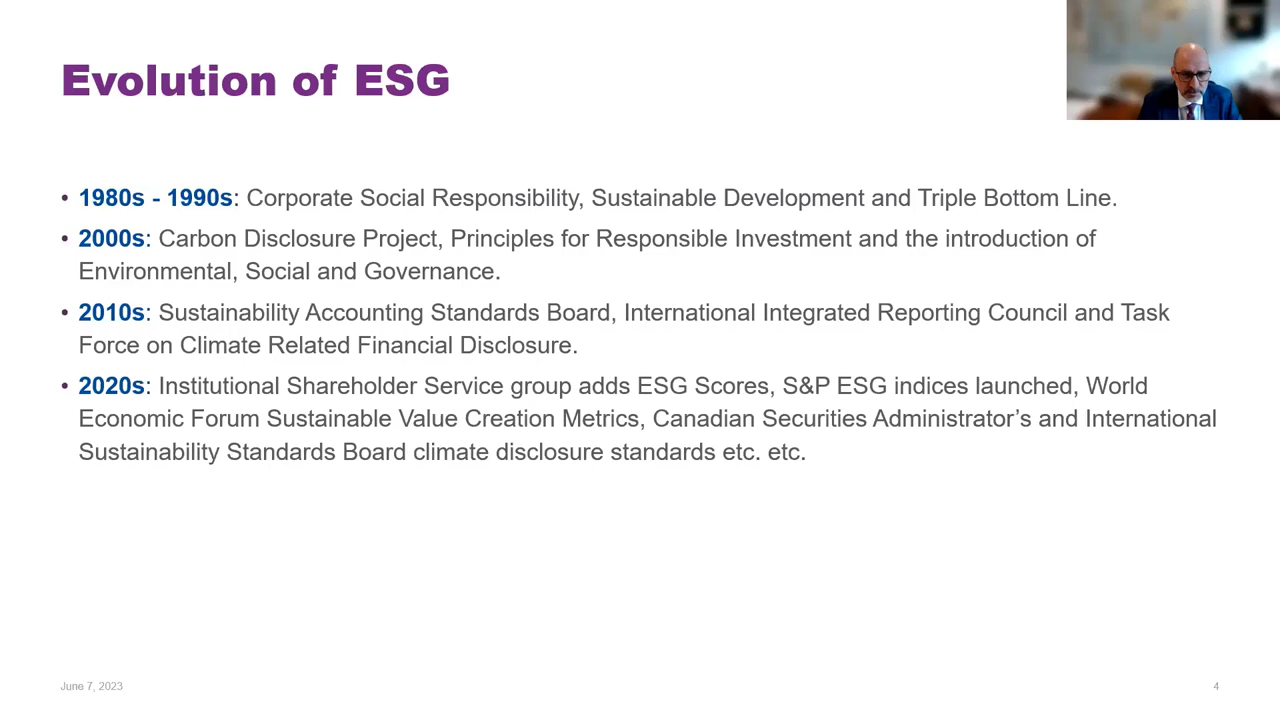 Evolution of ESG
• 1980s - 1990s: Corporate Social Responsibility, Sustainable Development and Triple Bottom Line.
• 2000s: Carbon Disclosure Project, Principles for Responsible Investment and the introduction of
Environmental, Social and Governance.
• 2010s: Sustainability Accounting Standards Board, International Integrated Reporting Council and Task
Force on Climate Related Financial Disclosure.
• 2020s: Institutional Shareholder Service group adds ESG Scores, S&P ESG indices launched, World
Economic Forum Sustainable Value Creation Metrics, Canadian Securities Administrator’s and International
Sustainability Standards Board climate disclosure standards etc. etc.
June 7, 2023
4